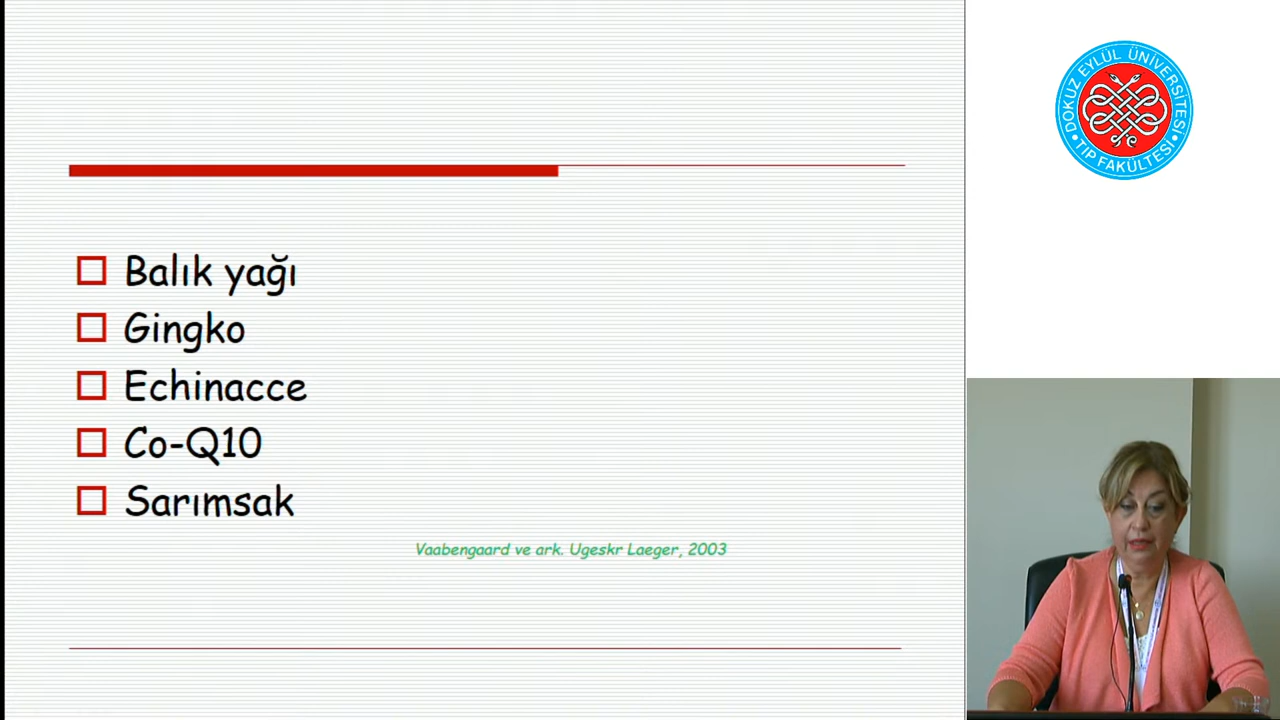 Balık yağı
Gingko
Echinacce
Co-Q10
Sarımsak
Vaabengaard ve ark. Ugeskr Laeger, 2003
DOKUZ EYLÜL ÜNİVERSİTESİ
TIP FAKÜLTESİ